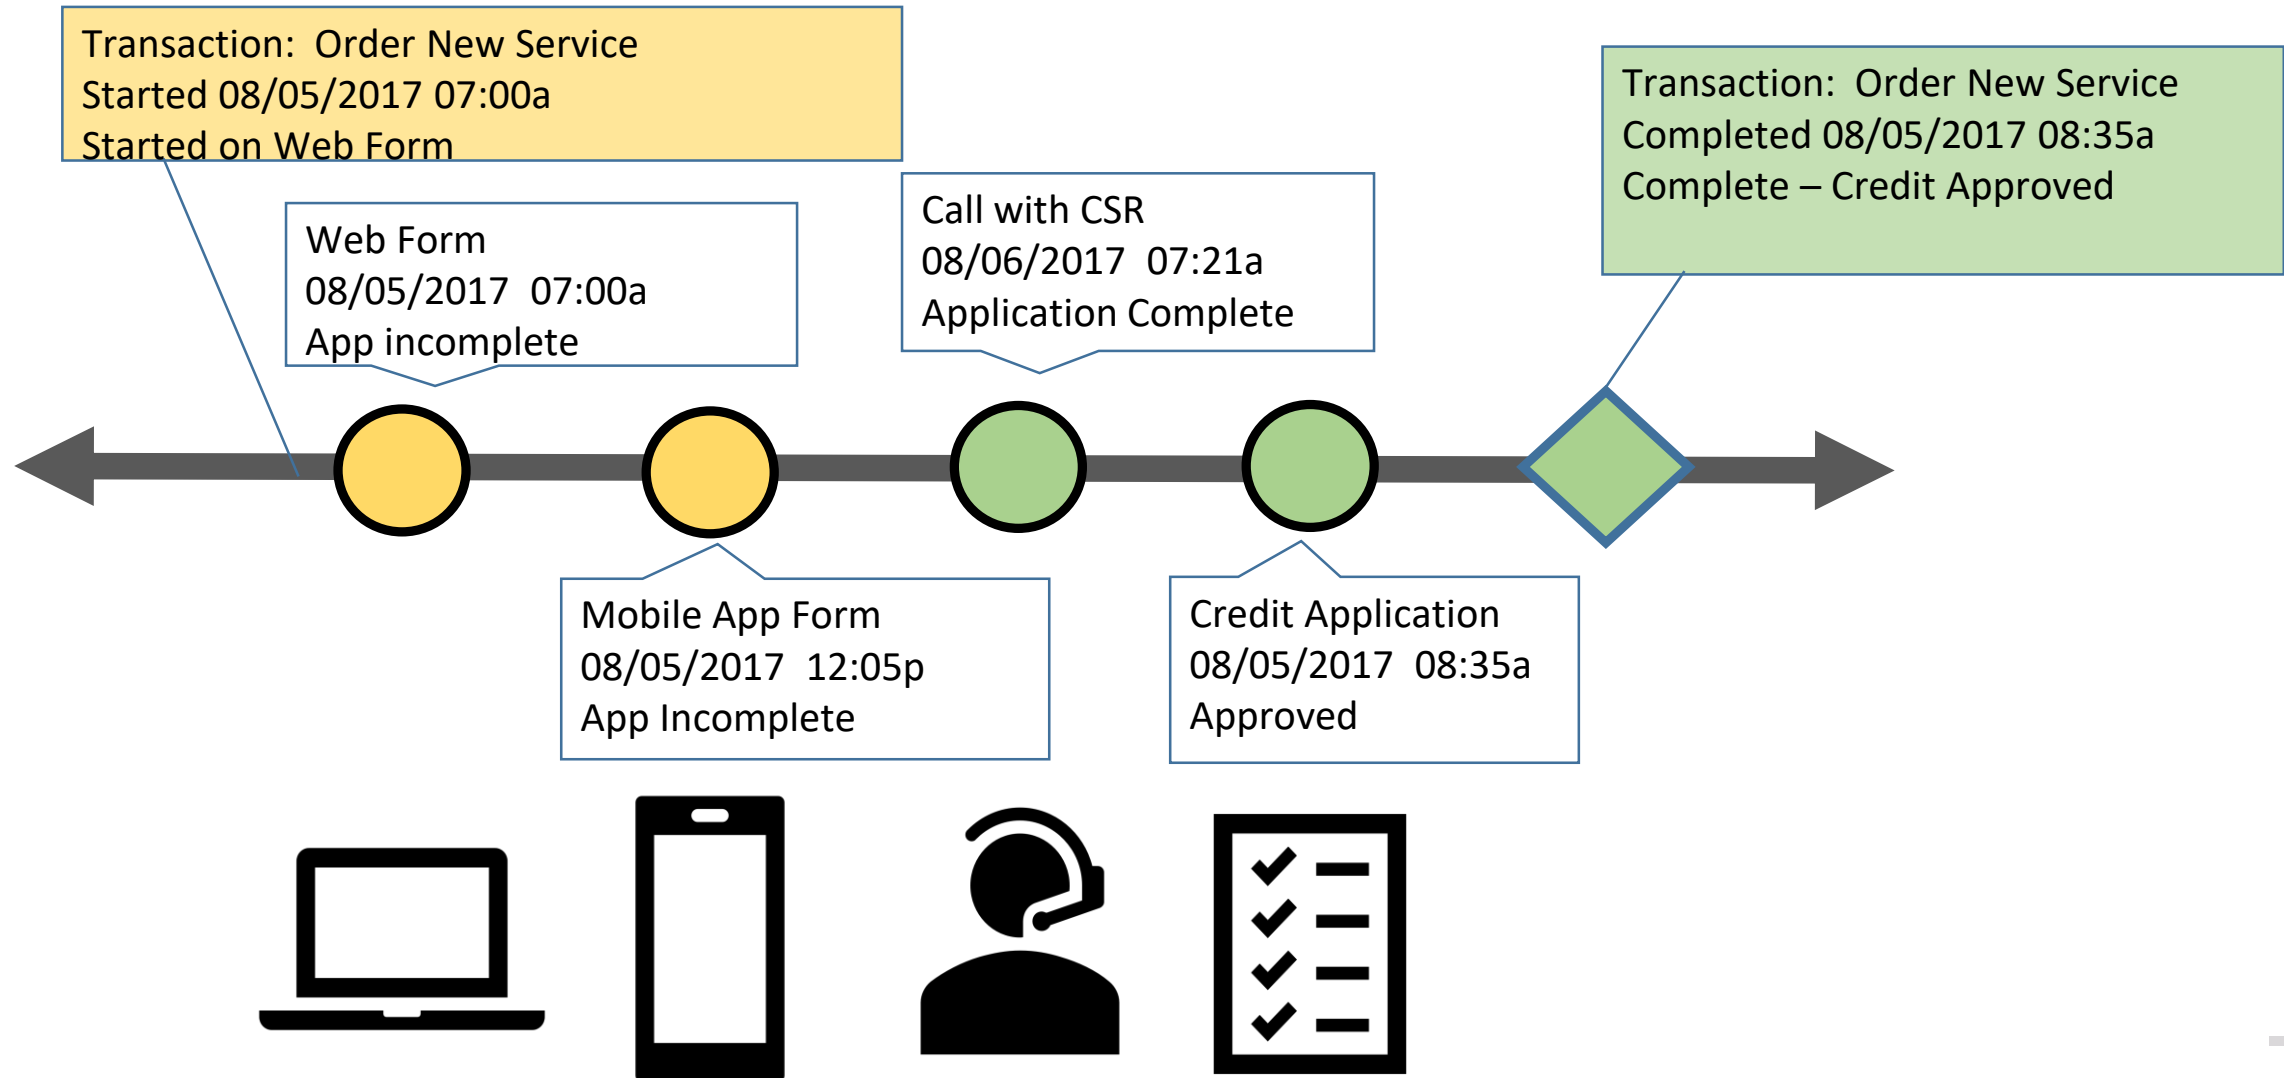 Transaction:  Order New Service
Started 08/05/2017 07:00a
Started on Web Form
Web Form
08/05/2017  07:00a
App incomplete
Call with CSR
08/06/2017  07:21a
Application Complete
Transaction:  Order New Service
Completed 08/05/2017 08:35a
Complete – Credit Approved
Mobile App Form
08/05/2017  12:05p
App Incomplete
Credit Application
08/05/2017  08:35a
Approved